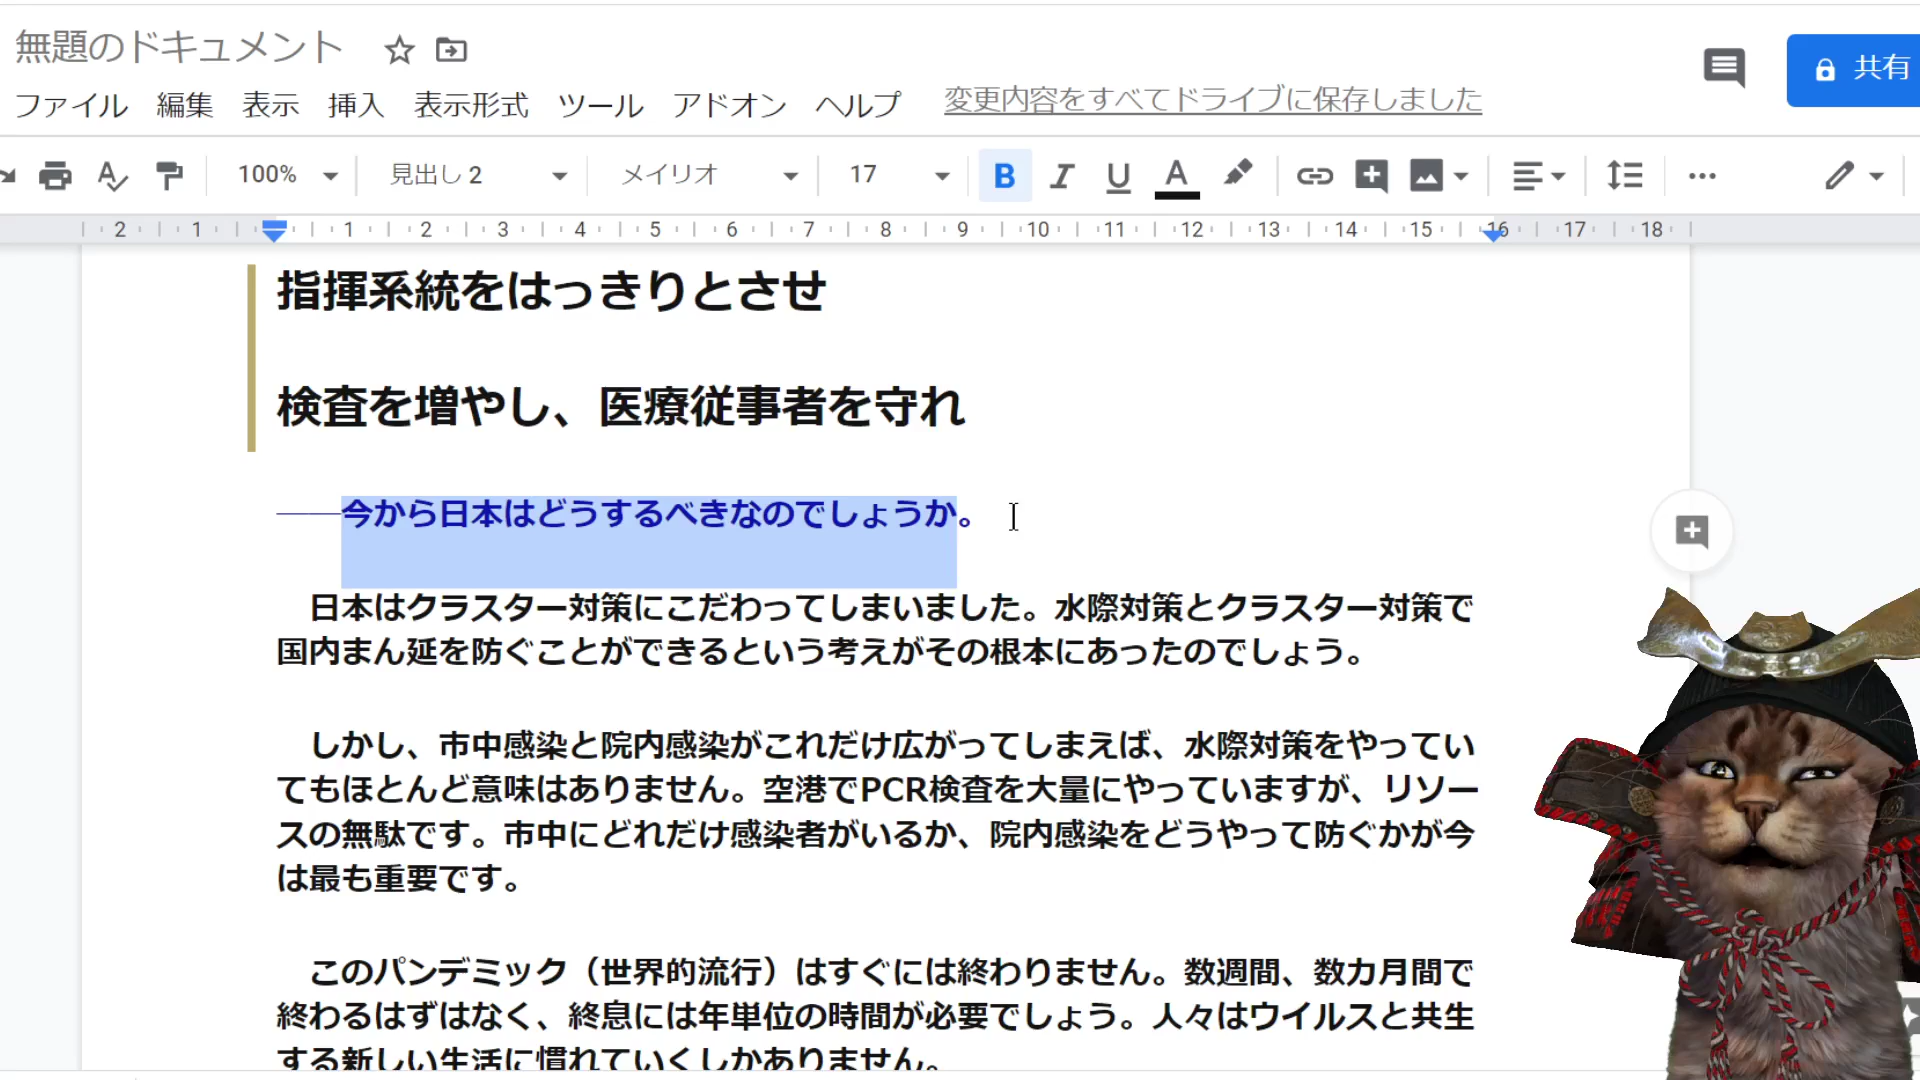 無題のドキュメント
共有
ファイル 編集 表示 挿入 表示形式 ツール アドオン ヘルプ 変更内容をすべてドライブに保存しました
100% 見出し 2 メイリオ 17 B I U A
2 1 1 2 3 4 5 6 7 8 9 10 11 12 13 14 15 16 17 18
指揮系統をはっきりとさせ
検査を増やし、医療従事者を守れ
――今から日本はどうするべきなのでしょうか。
日本はクラスター対策にこだわってしまいました。水際対策とクラスター対策で
国内まん延を防ぐことができるという考えがその根本にあったのでしょう。
しかし、市中感染と院内感染がこれだけ広がってしまえば、水際対策をやってい
てもほとんど意味はありません。空港でPCR検査を大量にやっていますが、リソー
スの無駄です。市中にどれだけ感染者がいるか、院内感染をどうやって防ぐかが今
は最も重要です。
このパンデミック（世界的流行）はすぐには終わりません。数週間、数カ月間で
終わるはずはなく、終息には年単位の時間が必要でしょう。人々はウイルスと共生
する新しい生活に慣れていくしかありません。